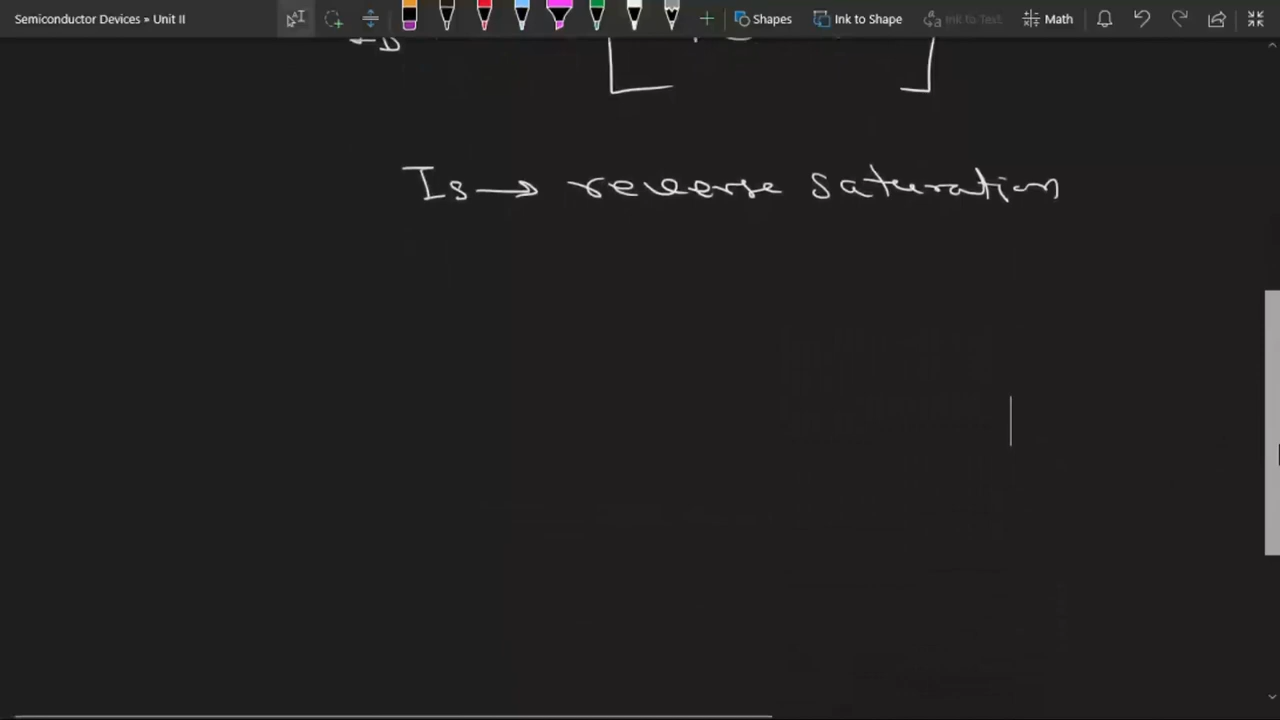 Semiconductor Devices » Unit II
Shapes
Ink to Shape
Ink to Text
Math
Is → reverse saturation